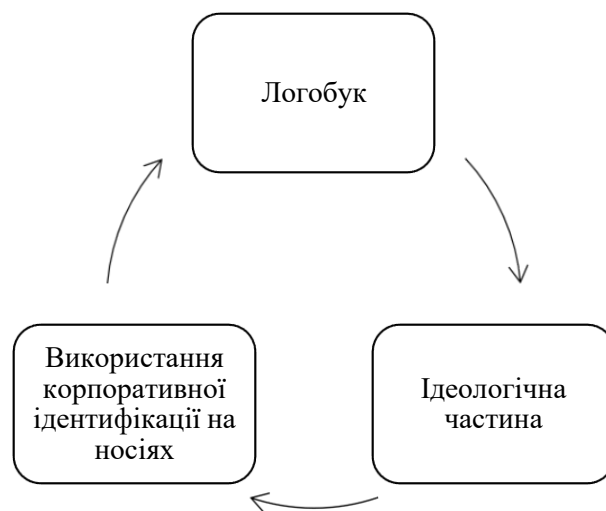 Логобук
Використання
корпоративної
ідентифікації на
носіях
Ідеологічна
частина